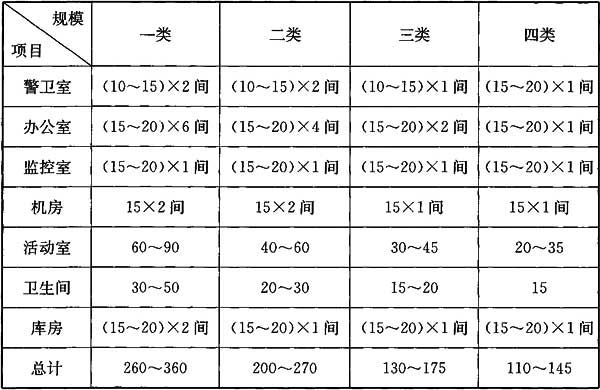 规模
项目
一类 二类 三类 四类
警卫室 (10～15)×2间 (10～15)×2间 (10～15)×1间 (15～20)×1间
办公室 (15～20)×6间 (15～20)×4间 (15～20)×2间 (15～20)×1间
监控室 (15～20)×1间 (15～20)×1间 (15～20)×1间 (15～20)×1间
机房 15×2间 15×2间 15×1间 15×1间
活动室 60～90 40～60 30～45 20～35
卫生间 30～50 20～30 15～20 15
库房 (15～20)×2间 (15～20)×1间 (15～20)×1间 (15～20)×1间
总计 260～360 200～270 130～175 110～145